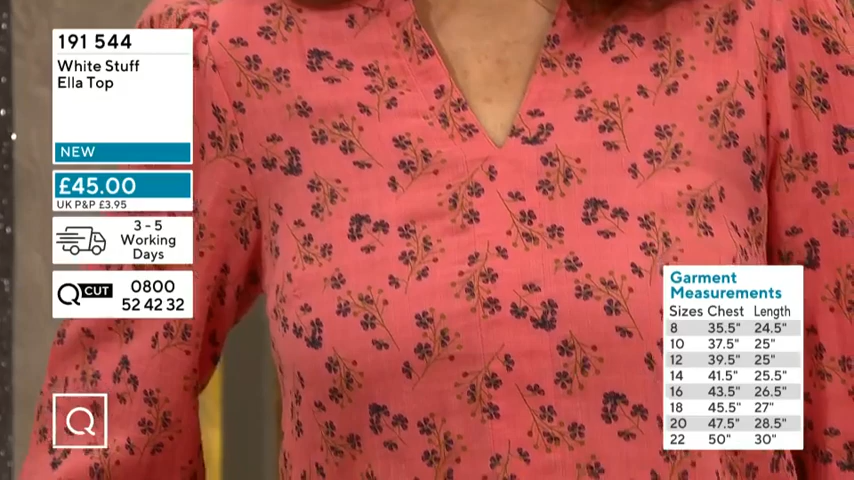 191 544
White Stuff
Ella Top
NEW
£45.00
UK P&P £3.95
3 - 5
Working
Days
Q CUT 0800
52 42 32
Q
Garment
Measurements
Sizes Chest Length
8 35.5" 24.5"
10 37.5" 25"
12 39.5" 25"
14 41.5" 25.5"
16 43.5" 26.5"
18 45.5" 27"
20 47.5" 28.5"
22 50" 30"